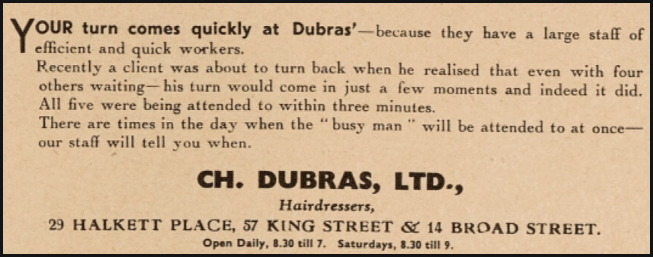 YOUR turn comes quickly at Dubras'—because they have a large staff of
efficient and quick workers.
Recently a client was about to turn back when he realised that even with four
others waiting—his turn would come in just a few moments and indeed it did.
All five were being attended to within three minutes.
There are times in the day when the "busy man" will be attended to at once—
our staff will tell you when.
CH. DUBRAS, LTD.,
Hairdressers,
29 HALKETT PLACE, 57 KING STREET & 14 BROAD STREET.
Open Daily, 8.30 till 7. Saturdays, 8.30 till 9.